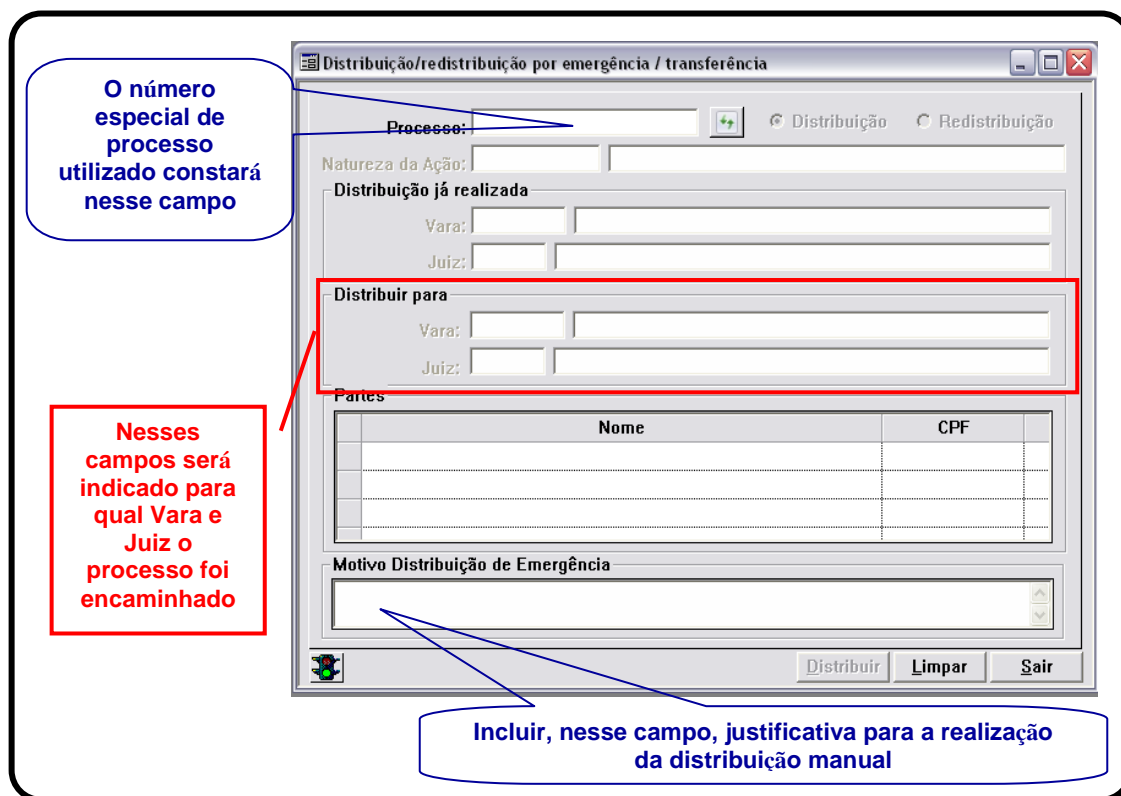 Distribuição/redistribuição por emergência / transferência
O número
especial de
processo
utilizado constará
nesse campo
Processo:
Distribuição
Redistribuição
Natureza da Ação:
Distribuição já realizada
Vara:
Juiz:
Distribuir para
Vara:
Juiz:
Nesses
campos será
indicado para
qual Vara e
Juiz o
processo foi
encaminhado
Partes
Nome
CPF
Motivo Distribuição de Emergência
Distribuir
Limpar
Sair
Incluir, nesse campo, justificativa para a realização
da distribuição manual